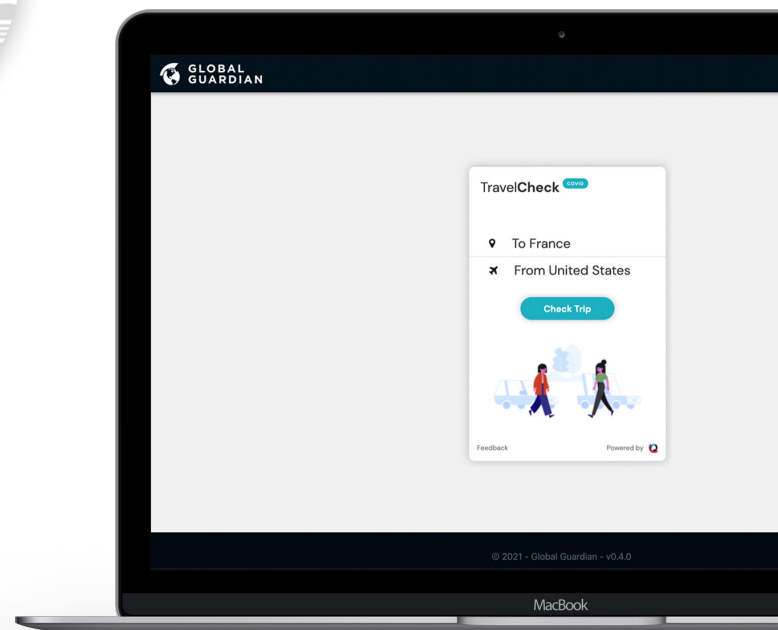 GLOBAL
GUARDIAN
TravelCheck COVID
To France
From United States
Check Trip
Feedback
Powered by
© 2021 - Global Guardian - v0.4.0
MacBook